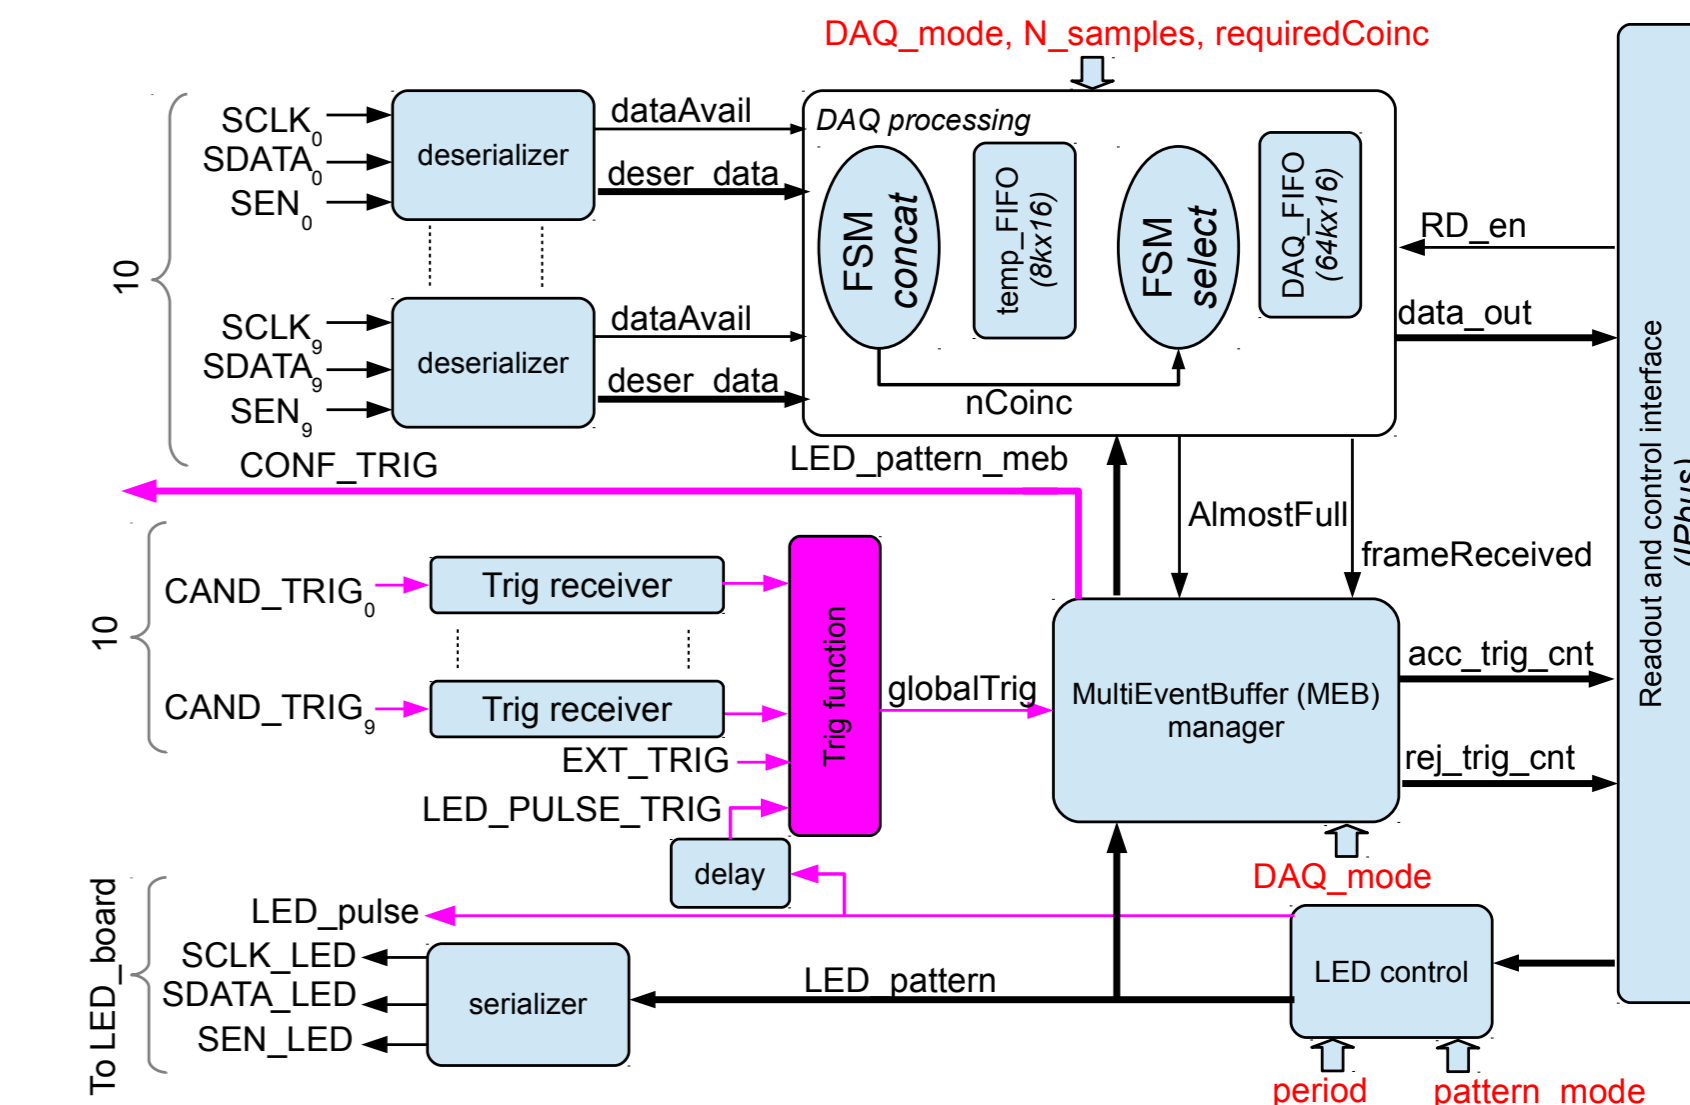 DAQ_mode, N_samples, requiredCoinc
SCLK0
SDATA0
SEN0
deserializer
dataAvail
deser_data
DAQ processing
FSM
concat
temp_FIFO
(8kx16)
FSM
select
DAQ_FIFO
(64kx16)
nCoinc
RD_en
data_out
10
SCLK9
SDATA9
SEN9
deserializer
dataAvail
deser_data
Readout and control interface
(IPbus)
CONF_TRIG
LED_pattern_meb
AlmostFull
frameReceived
10
CAND_TRIG0
Trig receiver
CAND_TRIG9
Trig receiver
EXT_TRIG
LED_PULSE_TRIG
Trig function
globalTrig
MultiEventBuffer (MEB)
manager
acc_trig_cnt
rej_trig_cnt
DAQ_mode
delay
To LED_board
LED_pulse
SCLK_LED
SDATA_LED
SEN_LED
serializer
LED_pattern
LED control
period
pattern_mode